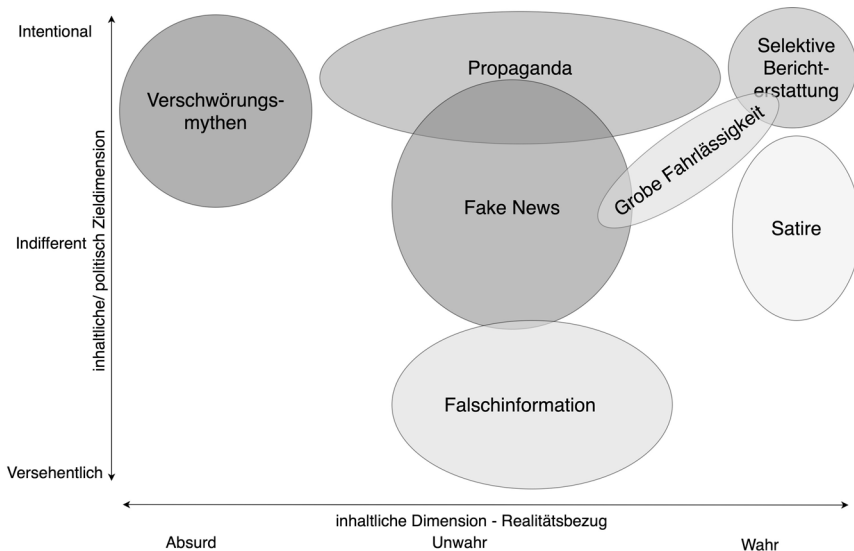 Intentional
Indifferent
Versehentlich
inhaltliche/ politisch Zieldimension
Verschwörungs-
mythen
Propaganda
Selektive
Bericht-
erstattung
Grobe Fahrlässigkeit
Fake News
Satire
Falschinformation
inhaltliche Dimension - Realitätsbezug
Absurd
Unwahr
Wahr